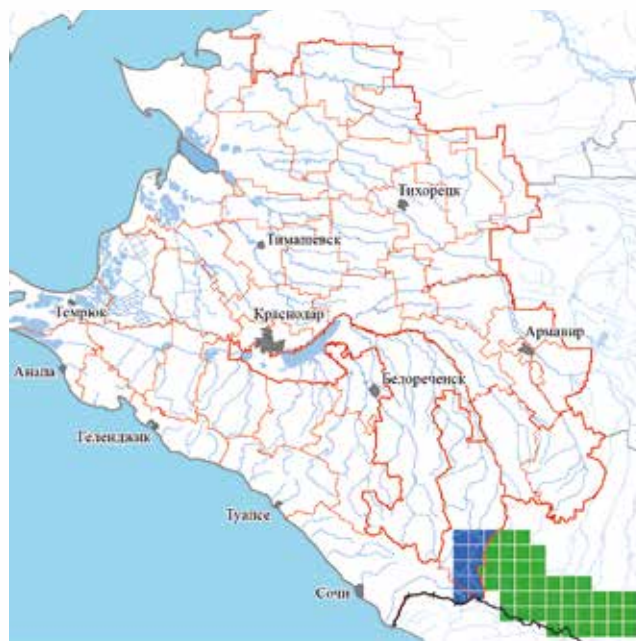 Тихорецк
Тимашевск
Темрюк
Краснодар
Армавир
Анапа
Белореченск
Геленджик
Туапсе
Сочи